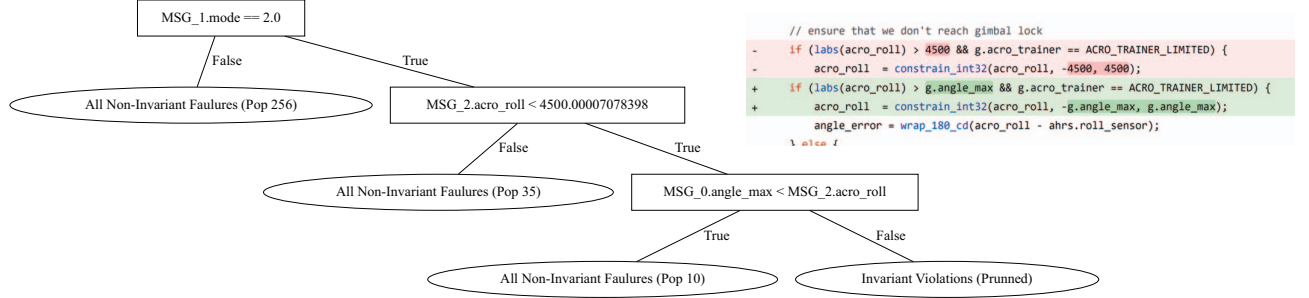 MSG_1.mode == 2.0
False
True
All Non-Invariant Faulures (Pop 256)
MSG_2.acro_roll < 4500.00007078398
False
True
All Non-Invariant Faulures (Pop 35)
MSG_0.angle_max < MSG_2.acro_roll
True
False
All Non-Invariant Faulures (Pop 10)
Invariant Violations (Prunned)
// ensure that we don't reach gimbal lock
- if (labs(acro_roll) > 4500 && g.acro_trainer == ACRO_TRAINER_LIMITED) {
- acro_roll = constrain_int32(acro_roll, -4500, 4500);
+ if (labs(acro_roll) > g.angle_max && g.acro_trainer == ACRO_TRAINER_LIMITED) {
+ acro_roll = constrain_int32(acro_roll, -g.angle_max, g.angle_max);
angle_error = wrap_180_cd(acro_roll - ahrs.roll_sensor);
} else {